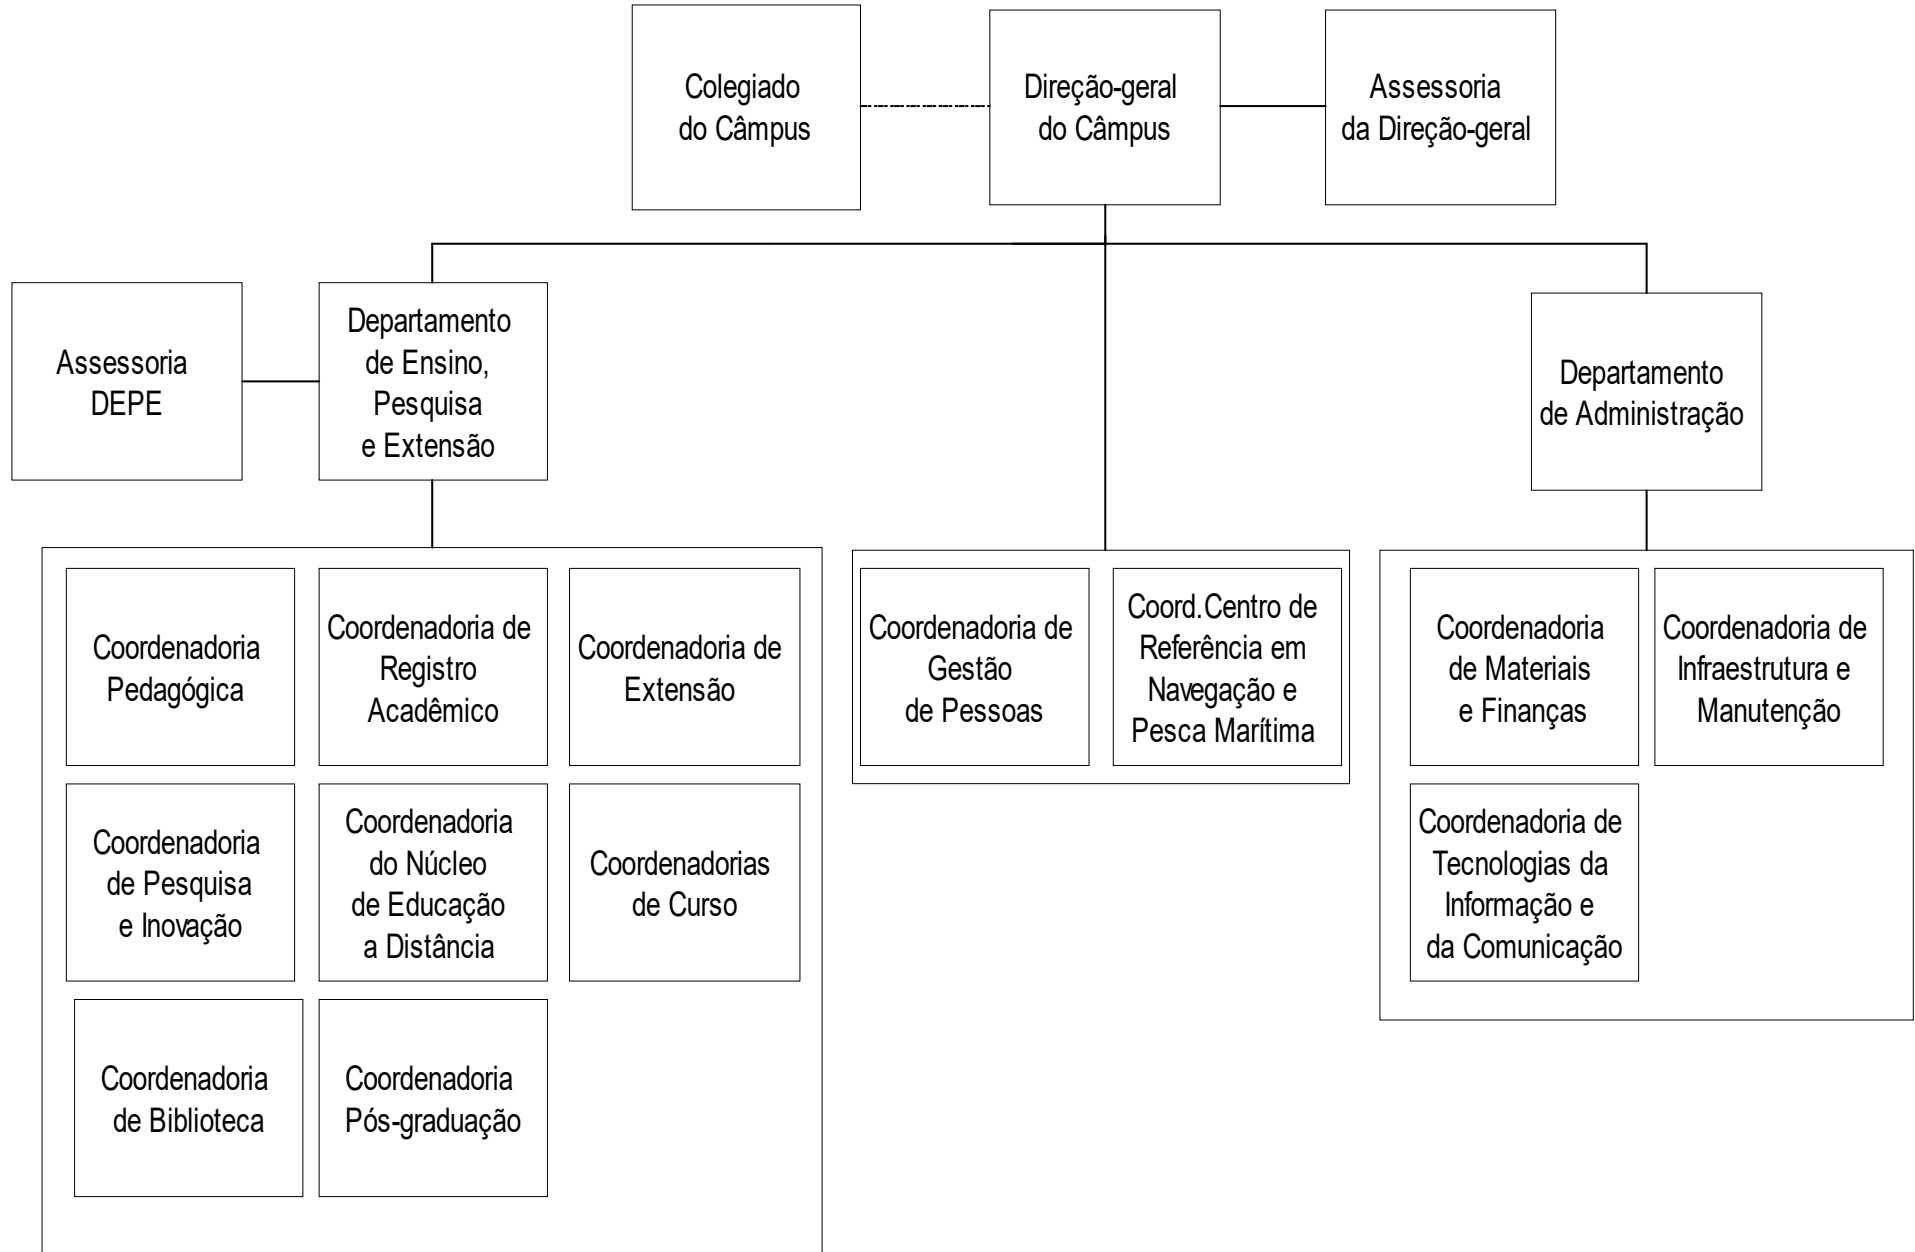 Colegiado
do Câmpus
Direção-geral
do Câmpus
Assessoria
da Direção-geral
Assessoria
DEPE
Departamento
de Ensino,
Pesquisa
e Extensão
Departamento
de Administração
Coordenadoria
Pedagógica
Coordenadoria de
Registro
Acadêmico
Coordenadoria de
Extensão
Coordenadoria de
Gestão
de Pessoas
Coord.Centro de
Referência em
Navegação e
Pesca Marítima
Coordenadoria
de Materiais
e Finanças
Coordenadoria de
Infraestrutura e
Manutenção
Coordenadoria
de Pesquisa
e Inovação
Coordenadoria
do Núcleo
de Educação
a Distância
Coordenadorias
de Curso
Coordenadoria de
Tecnologias da
Informação e
da Comunicação
Coordenadoria
de Biblioteca
Coordenadoria
Pós-graduação